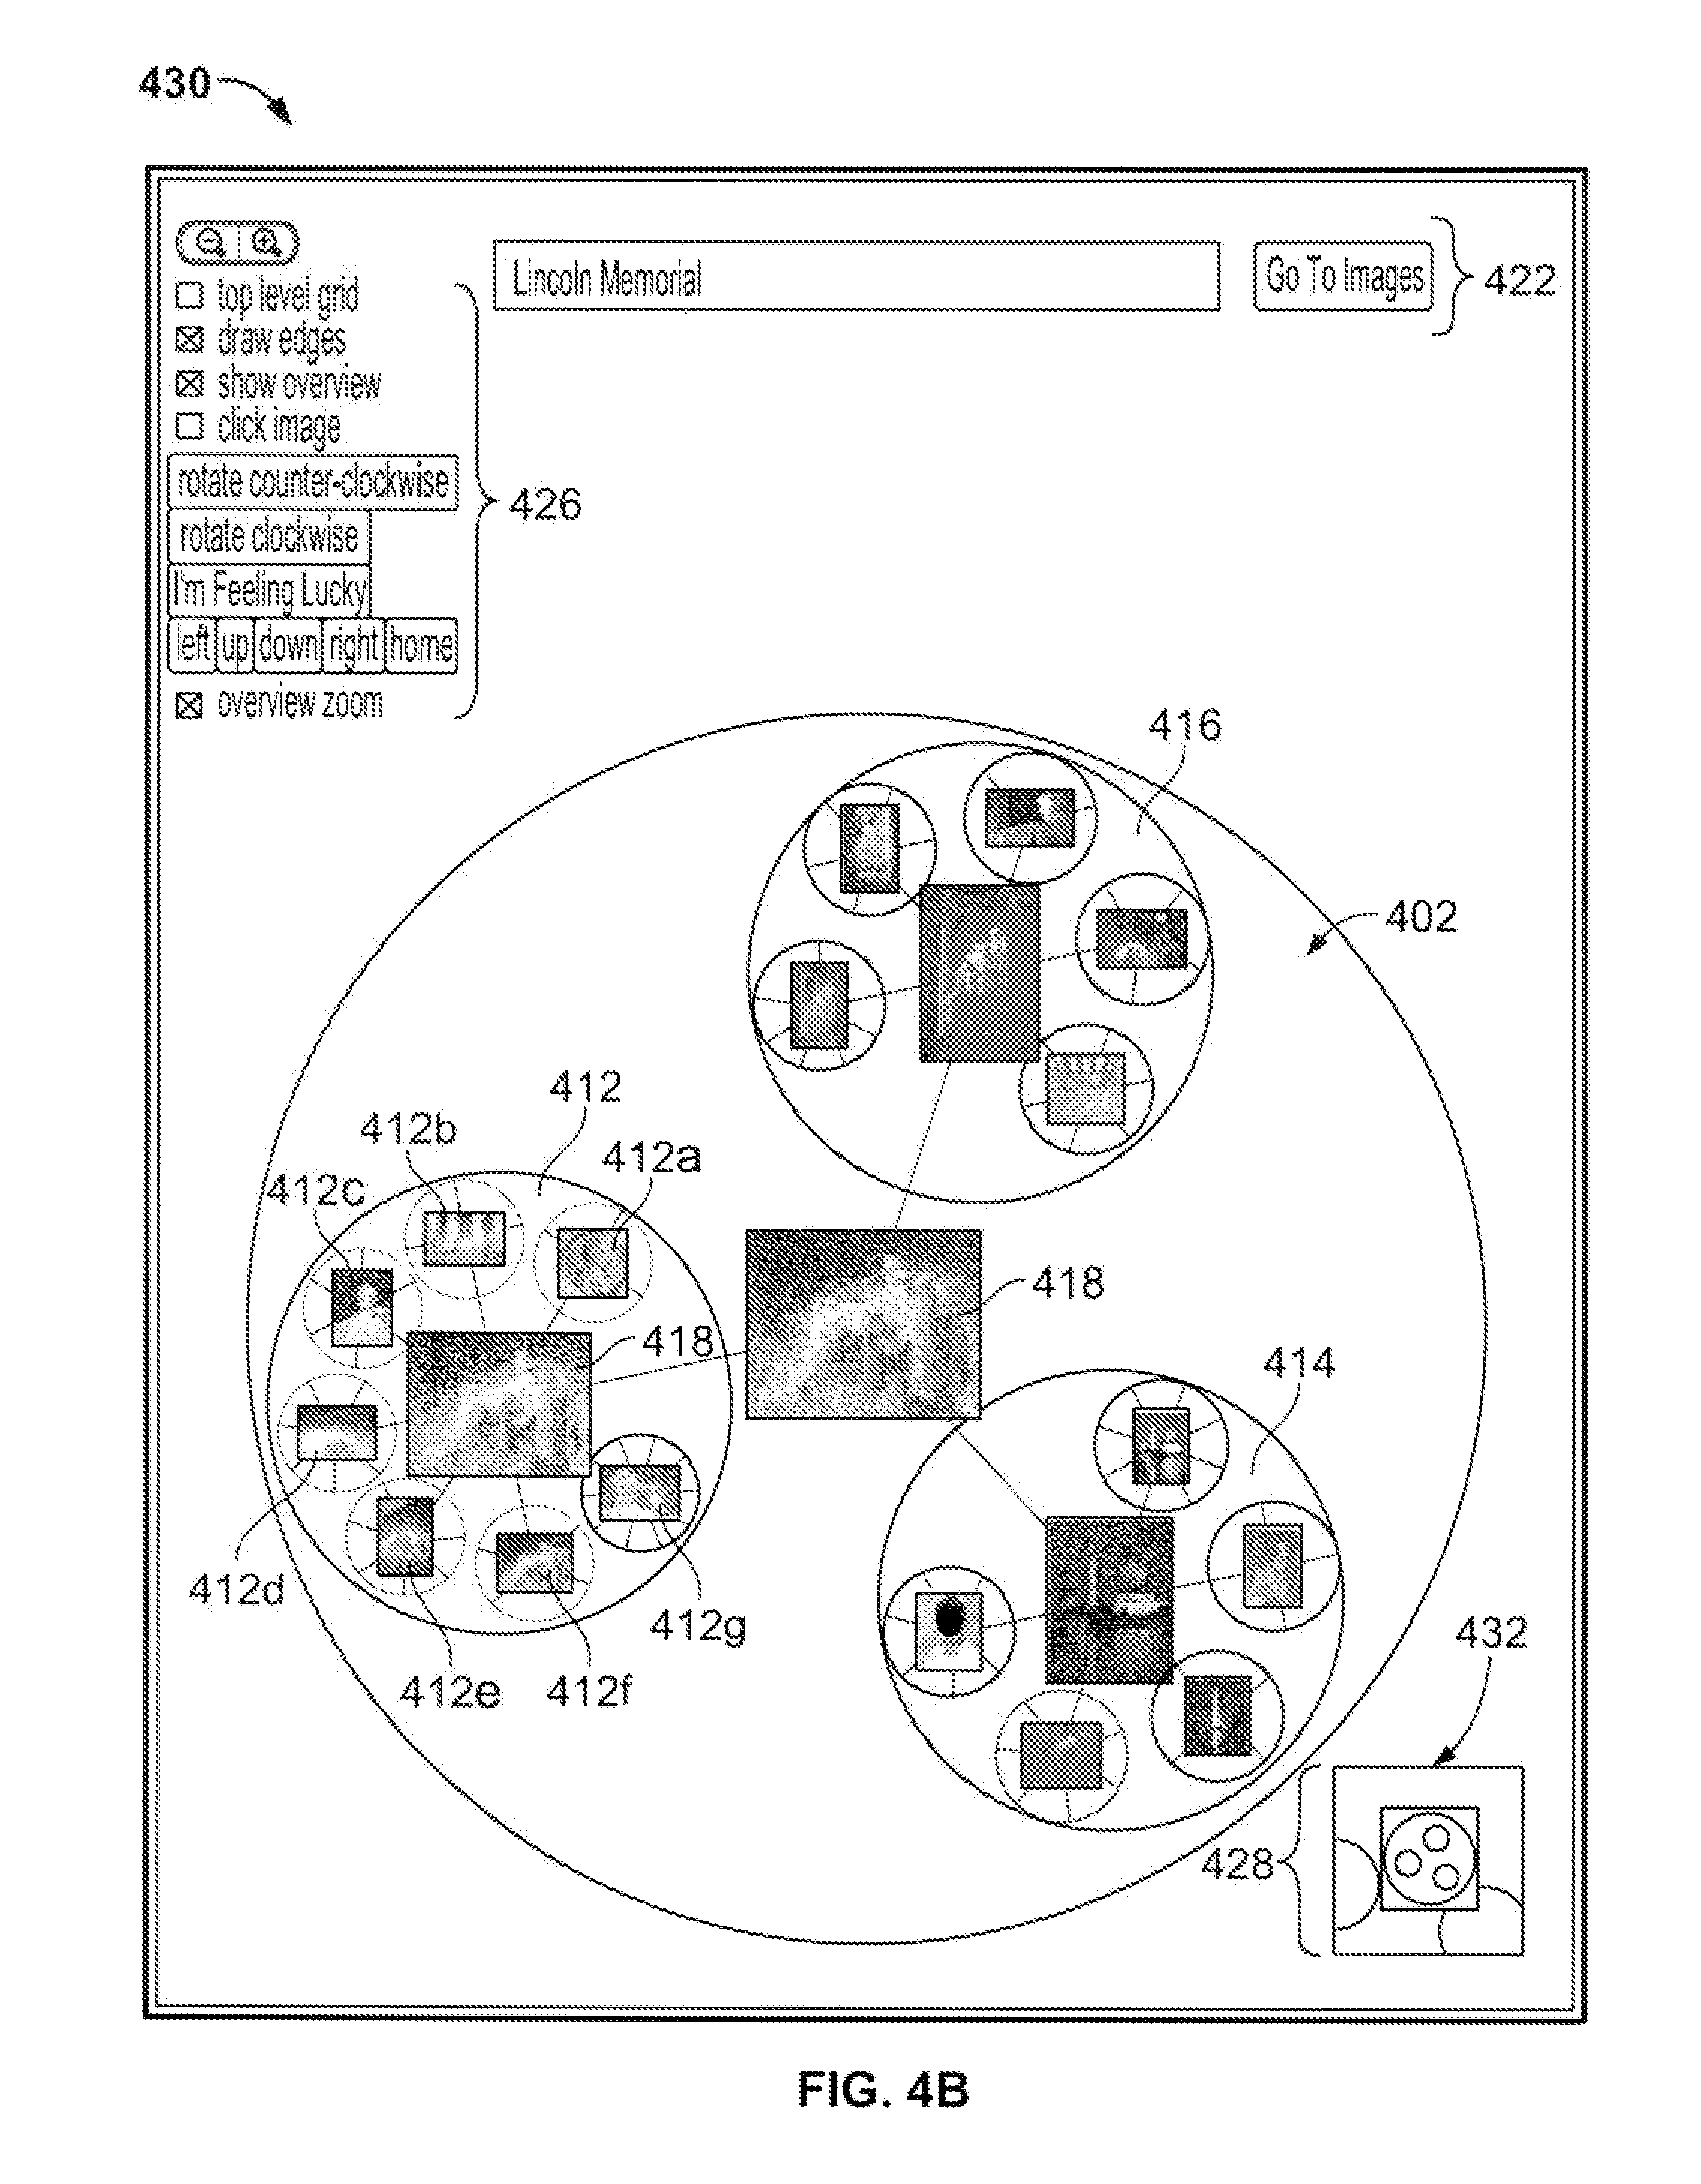 430
Lincoln Memorial
Go To Images
422
top level grid
draw edges
show overview
click image
rotate counter-clockwise
426
rotate clockwise
I'm Feeling Lucky
left up down right home
overview zoom
416
402
412
412b
412a
412c
418
418
414
412d
412g
432
412e
412f
428
FIG. 4B